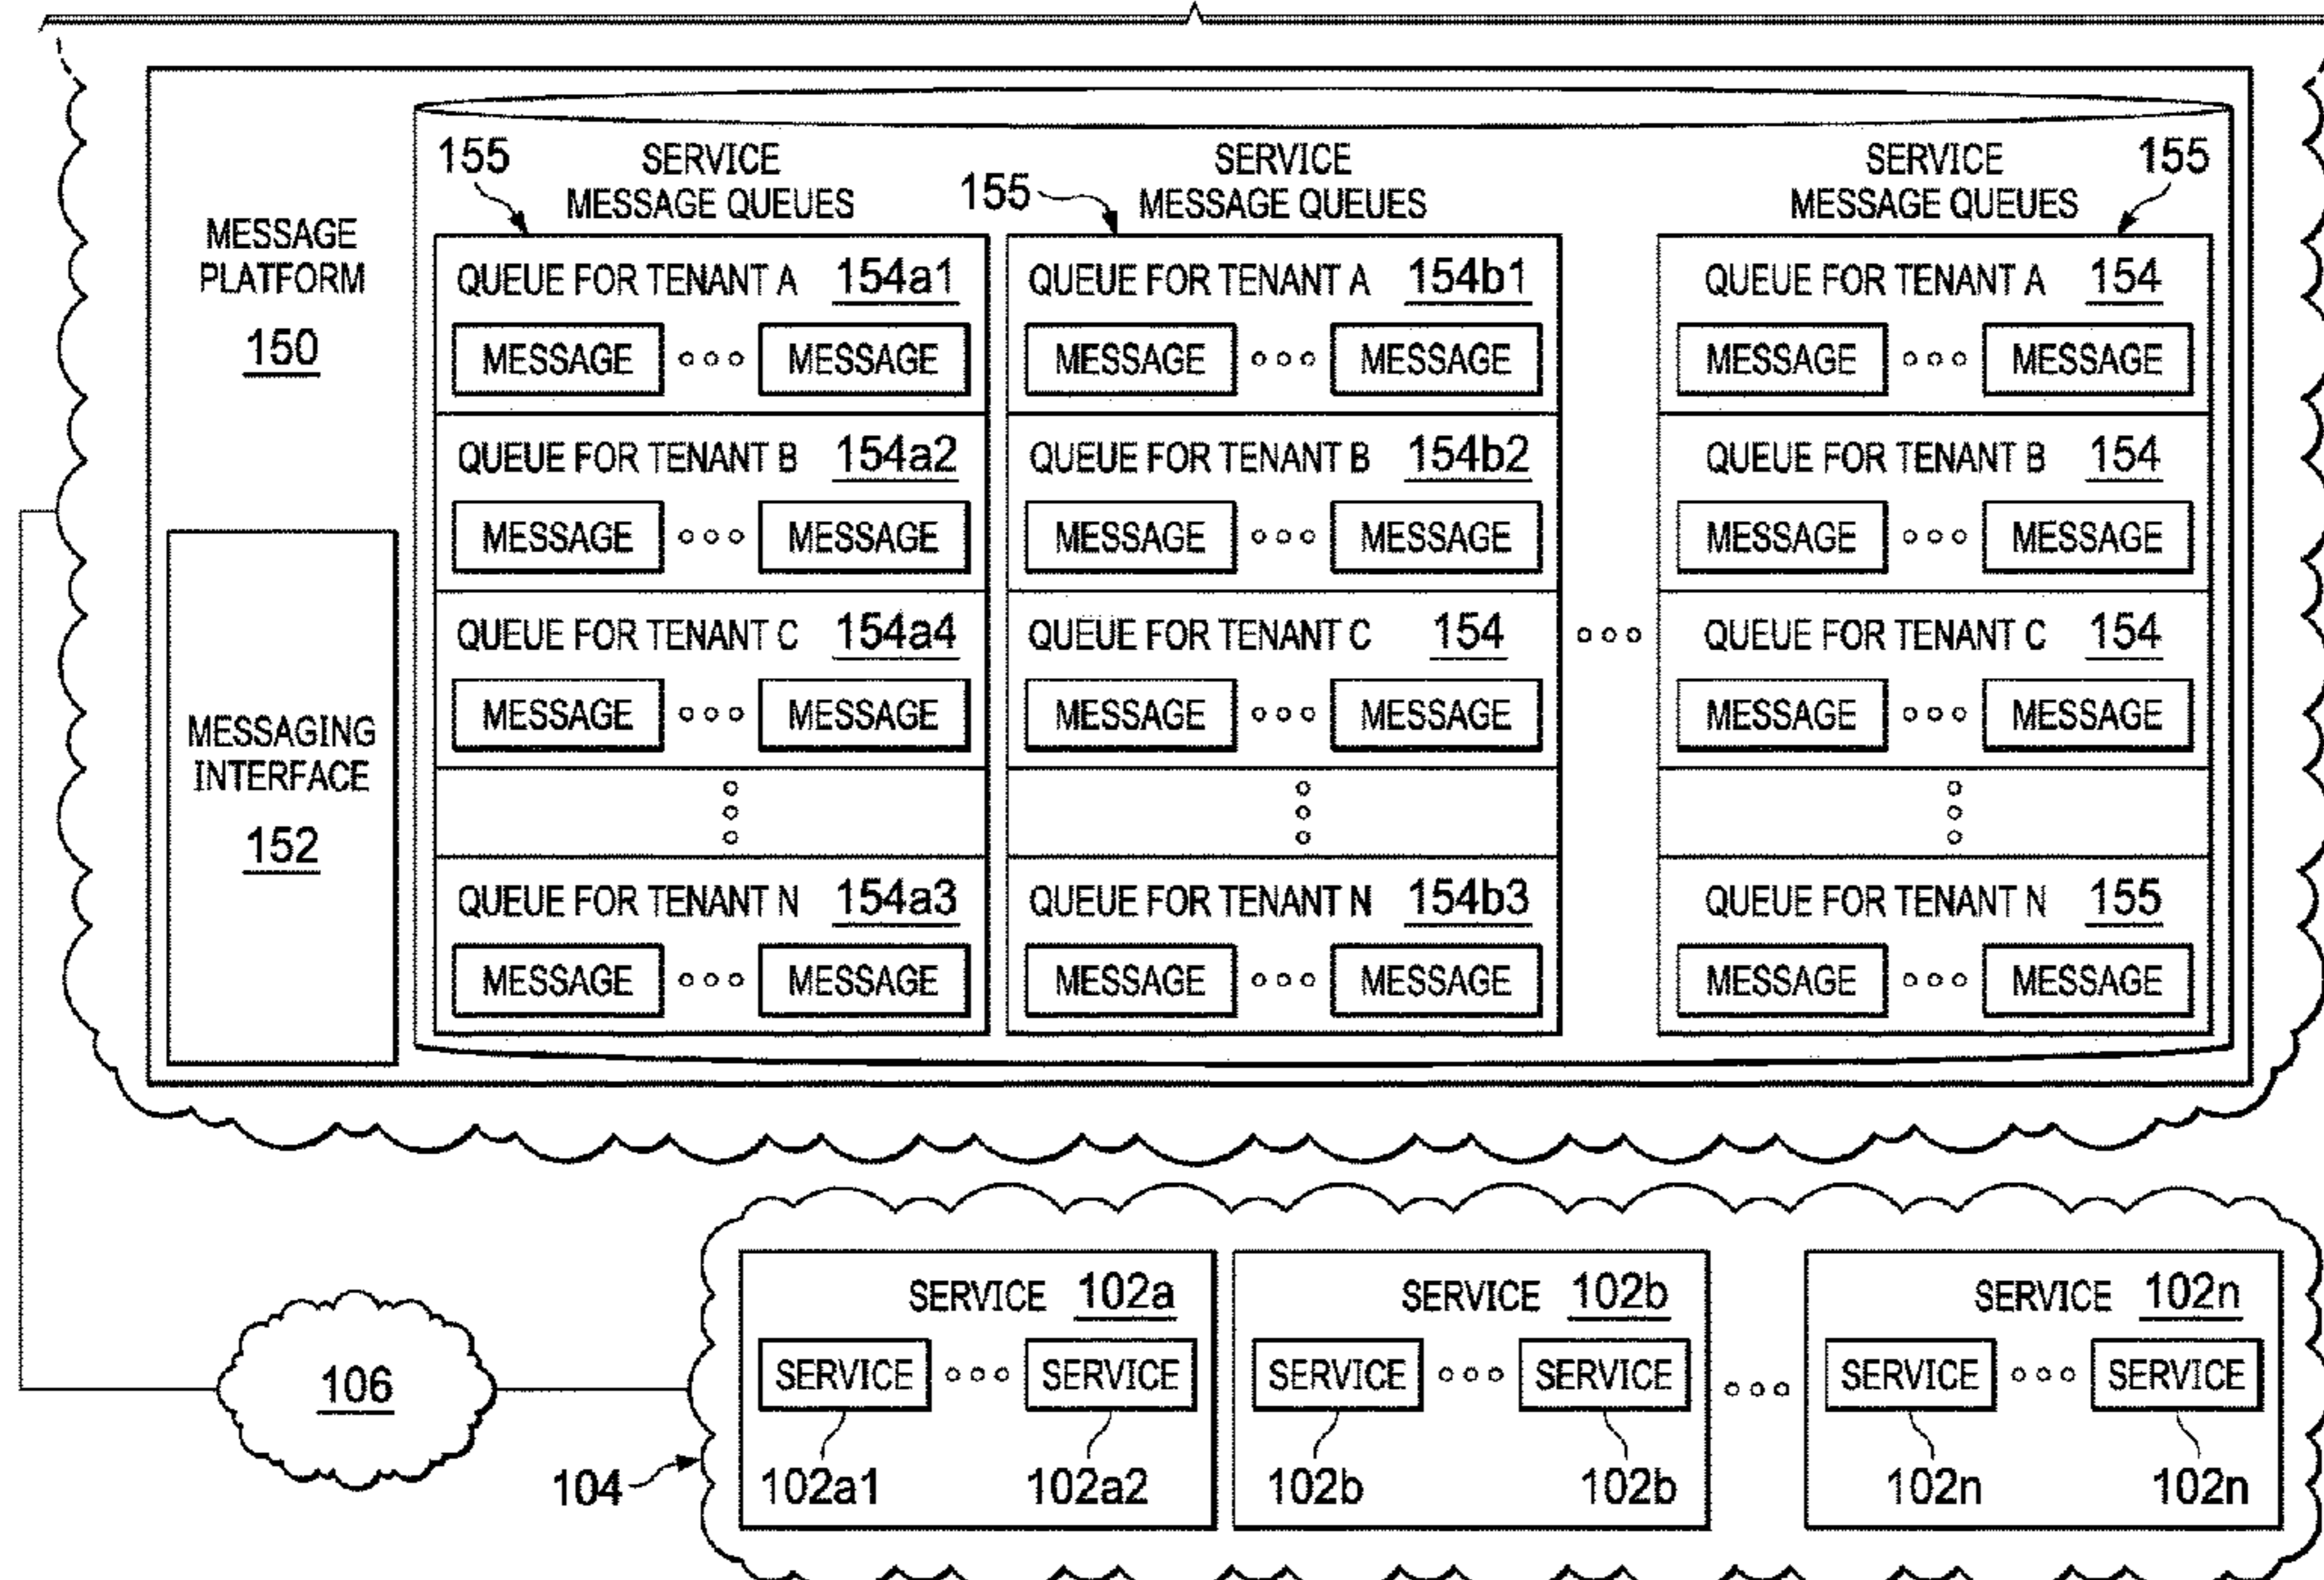 MESSAGE
PLATFORM
150
MESSAGING
INTERFACE
152
155
SERVICE
MESSAGE QUEUES
QUEUE FOR TENANT A 154a1
MESSAGE MESSAGE
QUEUE FOR TENANT B 154a2
MESSAGE MESSAGE
QUEUE FOR TENANT C 154a4
MESSAGE MESSAGE
QUEUE FOR TENANT N 154a3
MESSAGE MESSAGE
155
SERVICE
MESSAGE QUEUES
QUEUE FOR TENANT A 154b1
MESSAGE MESSAGE
QUEUE FOR TENANT B 154b2
MESSAGE MESSAGE
QUEUE FOR TENANT C 154
MESSAGE MESSAGE
QUEUE FOR TENANT N 154b3
MESSAGE MESSAGE
SERVICE
MESSAGE QUEUES
155
QUEUE FOR TENANT A 154
MESSAGE MESSAGE
QUEUE FOR TENANT B 154
MESSAGE MESSAGE
QUEUE FOR TENANT C 154
MESSAGE MESSAGE
QUEUE FOR TENANT N 155
MESSAGE MESSAGE
106
104
SERVICE 102a
SERVICE SERVICE
102a1 102a2
SERVICE 102b
SERVICE SERVICE
102b 102b
SERVICE 102n
SERVICE SERVICE
102n 102n